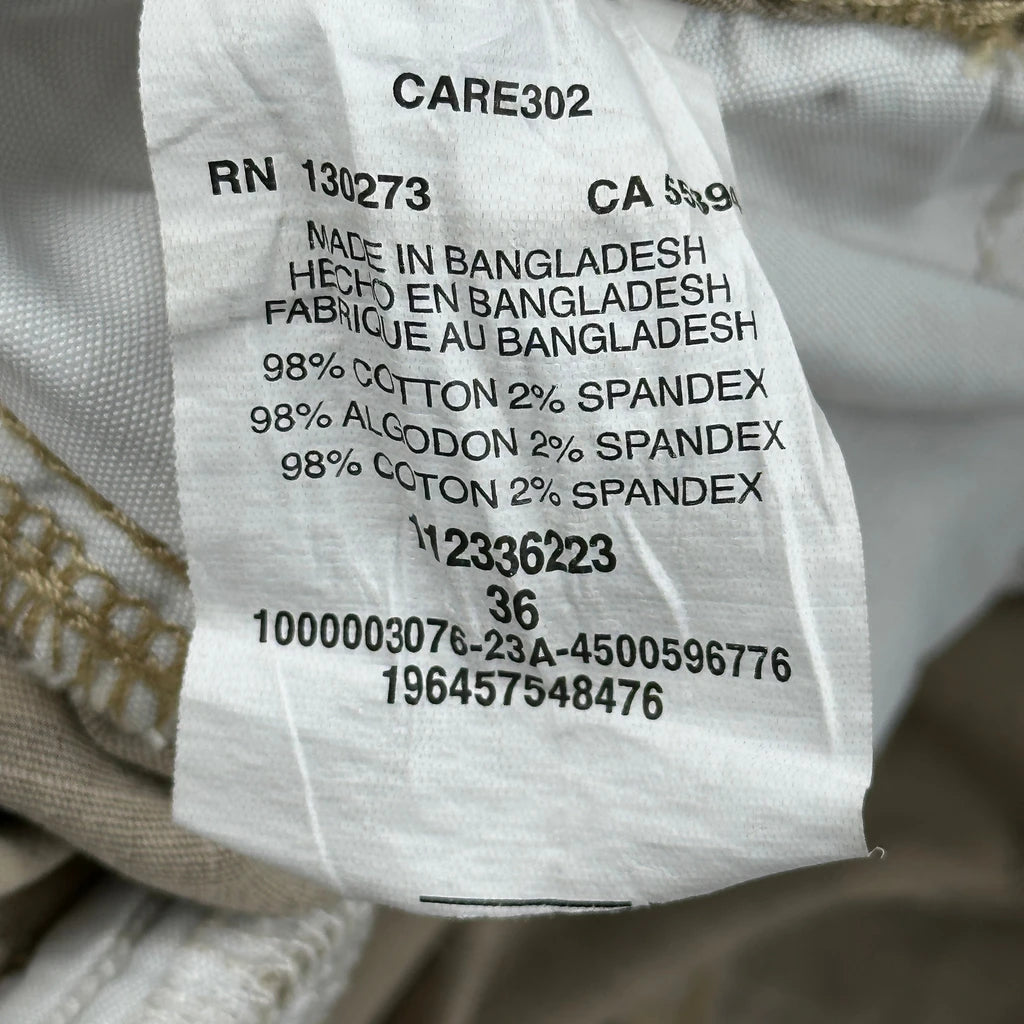 CARE302
RN 130273 CA
MADE IN BANGLADESH
HECHO EN BANGLADESH
FABRIQUE AU BANGLADESH
98% COTTON 2% SPANDEX
98% ALGODON 2% SPANDEX
98% COTON 2% SPANDEX
112336223
36
1000003076-23A-4500596776
196457548476